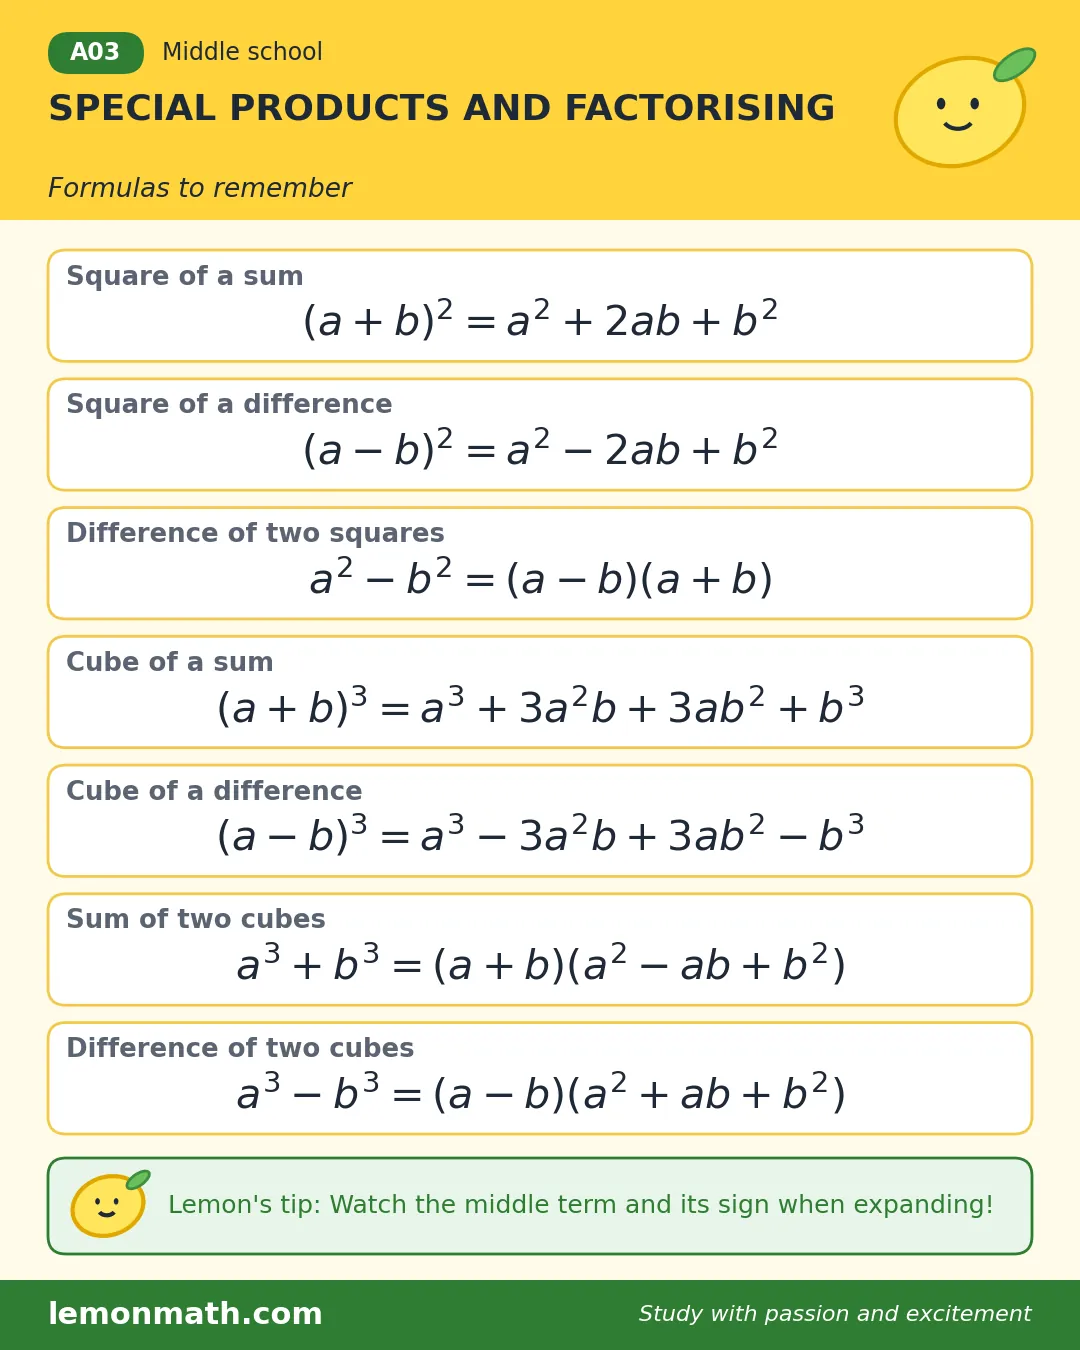 A03 Middle school
SPECIAL PRODUCTS AND FACTORISING
Formulas to remember
Square of a sum
(a + b)² = a² + 2ab + b²
Square of a difference
(a − b)² = a² − 2ab + b²
Difference of two squares
a² − b² = (a − b)(a + b)
Cube of a sum
(a + b)³ = a³ + 3a²b + 3ab² + b³
Cube of a difference
(a − b)³ = a³ − 3a²b + 3ab² − b³
Sum of two cubes
a³ + b³ = (a + b)(a² − ab + b²)
Difference of two cubes
a³ − b³ = (a − b)(a² + ab + b²)
Lemon's tip: Watch the middle term and its sign when expanding!
lemonmath.com
Study with passion and excitement